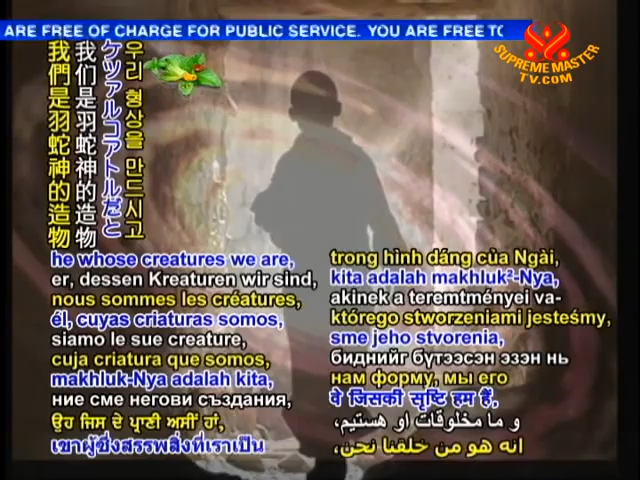 ARE FREE OF CHARGE FOR PUBLIC SERVICE. YOU ARE FREE TO
SUPREME MASTER
TV.COM
우리 형상을 만드시고
ケツァルコアトルだと
我们是羽蛇神的造物
我們是羽蛇神的造物
he whose creatures we are,
er, dessen Kreaturen wir sind,
nous sommes les créatures,
él, cuyas criaturas somos,
siamo le sue creature,
cuja criatura que somos,
makhluk-Nya adalah kita,
ние сме негови създания,
ਉਹ ਜਿਸ ਦੇ ਪ੍ਰਾਣੀ ਅਸੀਂ ਹਾਂ,
เขาผู้ซึ่งสรรพสิ่งที่เราเป็น
trong hình dáng của Ngài,
kita adalah makhluk²-Nya,
akinek a teremtményei va-
którego stworzeniami jesteśmy,
sme jeho stvorenia,
бидний̆г бүтээсэн эзэн нь
нам форму, мы его
वे जिसकी सृष्टि हम हैं,
و ما مخلوقات او هستیم،
انه هو من خلقنا نحن،